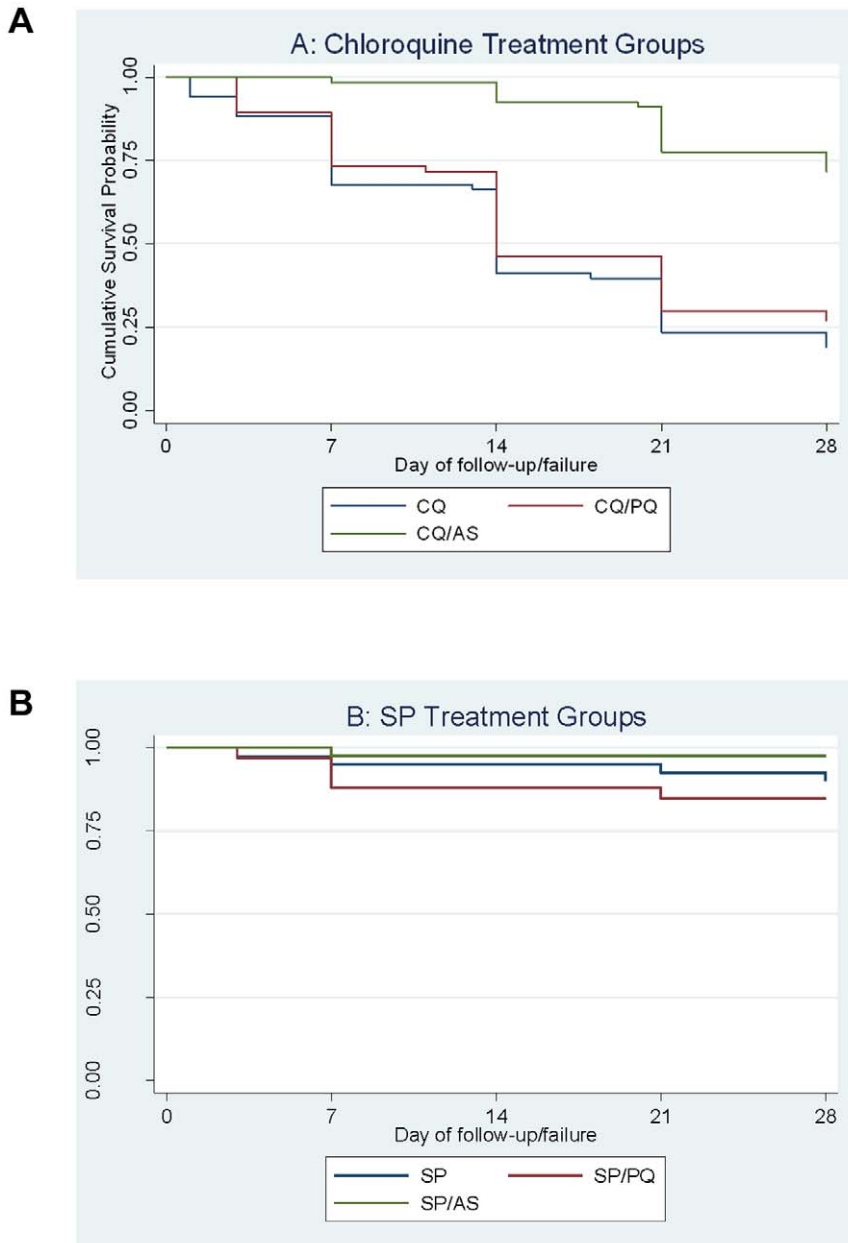 A
A: Chloroquine Treatment Groups
Cumulative Survival Probability
1.00
0.75
0.50
0.25
0.00
0 7 14 21 28
Day of follow-up/failure
CQ CQ/PQ
CQ/AS
B
B: SP Treatment Groups
1.00
0.75
0.50
0.25
0.00
0 7 14 21 28
Day of follow-up/failure
SP SP/PQ
SP/AS